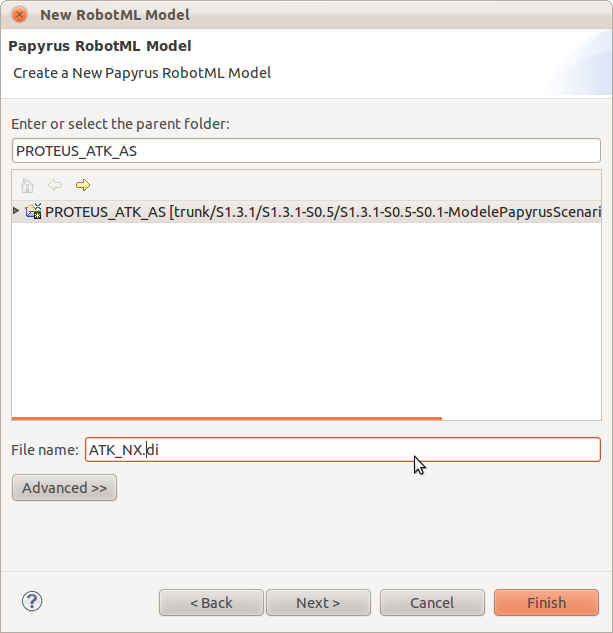 New RobotML Model
Papyrus RobotML Model
Create a New Papyrus RobotML Model
Enter or select the parent folder:
PROTEUS_ATK_AS
PROTEUS_ATK_AS [trunk/S1.3.1/S1.3.1-S0.5/S1.3.1-S0.5-S0.1-ModelePapyrusScenari
File name: ATK_NX.di
Advanced >>
? < Back Next > Cancel Finish